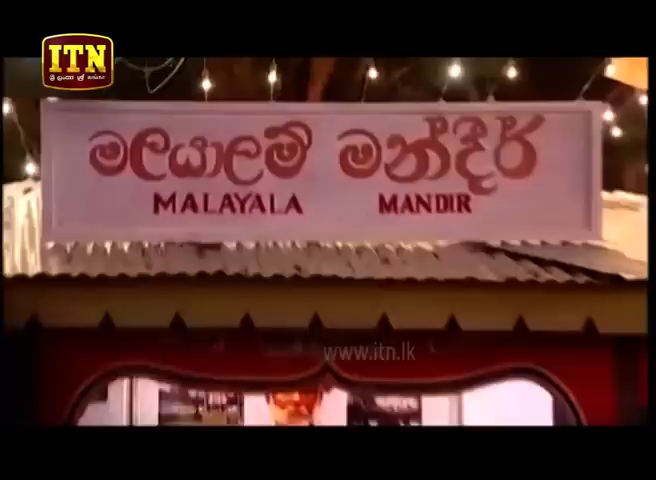 ITN
ශ්‍රී ලංකා ශ්‍රී ලංකා
මලයාලම් මන්දිර්
MALAYALA MANDIR
www.itn.lk